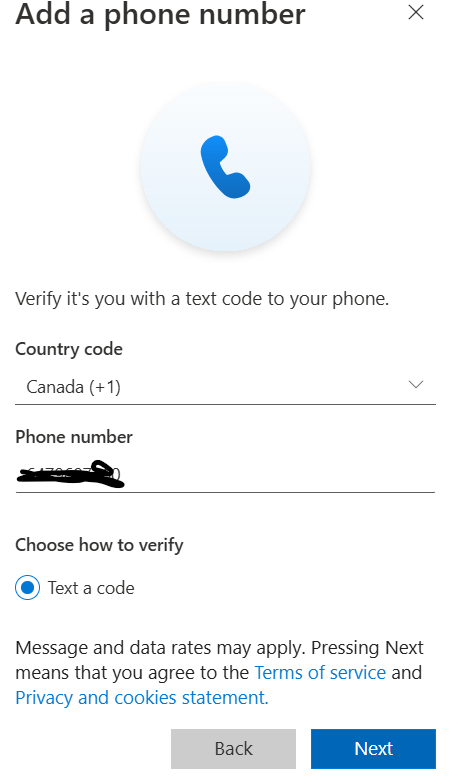 Add a phone number
Verify it's you with a text code to your phone.
Country code
Canada (+1)
Phone number
Choose how to verify
Text a code
Message and data rates may apply. Pressing Next
means that you agree to the Terms of service and
Privacy and cookies statement.
Back
Next